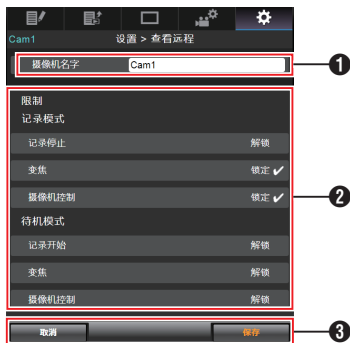 Cam1 设置 > 查看远程
摄像机名字 Cam1 ❶
限制
记录模式
记录停止 解锁
变焦 锁定 ✔
摄像机控制 锁定 ✔ ❷
待机模式
记录开始 解锁
变焦 解锁
摄像机控制 解锁
取消 保存 ❸